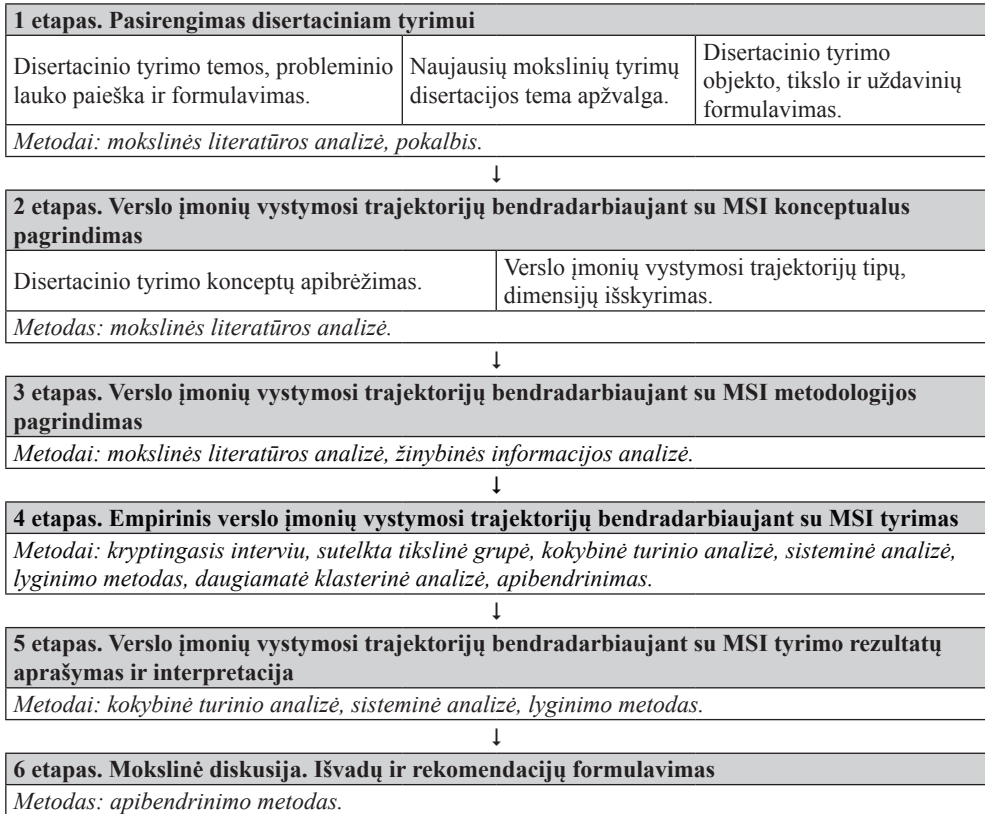 1 etapas. Pasirengimas disertaciniam tyrimui
Disertacinio tyrimo temos, probleminio
lauko paieška ir formulavimas.
Naujausių mokslinių tyrimų
disertacijos tema apžvalga.
Disertacinio tyrimo
objekto, tikslo ir uždavinių
formulavimas.
Metodai: mokslinės literatūros analizė, pokalbis.
↓
2 etapas. Verslo įmonių vystymosi trajektorijų bendradarbiaujant su MSI konceptualus
pagrindimas
Disertacinio tyrimo konceptų apibrėžimas.
Verslo įmonių vystymosi trajektorijų tipų,
dimensijų išskyrimas.
Metodas: mokslinės literatūros analizė.
↓
3 etapas. Verslo įmonių vystymosi trajektorijų bendradarbiaujant su MSI metodologijos
pagrindimas
Metodai: mokslinės literatūros analizė, žinybinės informacijos analizė.
↓
4 etapas. Empirinis verslo įmonių vystymosi trajektorijų bendradarbiaujant su MSI tyrimas
Metodai: kryptingasis interviu, sutelkta tikslinė grupė, kokybinė turinio analizė, sisteminė analizė,
lyginimo metodas, daugiamatė klasterinė analizė, apibendrinimas.
↓
5 etapas. Verslo įmonių vystymosi trajektorijų bendradarbiaujant su MSI tyrimo rezultatų
aprašymas ir interpretacija
Metodai: kokybinė turinio analizė, sisteminė analizė, lyginimo metodas.
↓
6 etapas. Mokslinė diskusija. Išvadų ir rekomendacijų formulavimas
Metodas: apibendrinimo metodas.